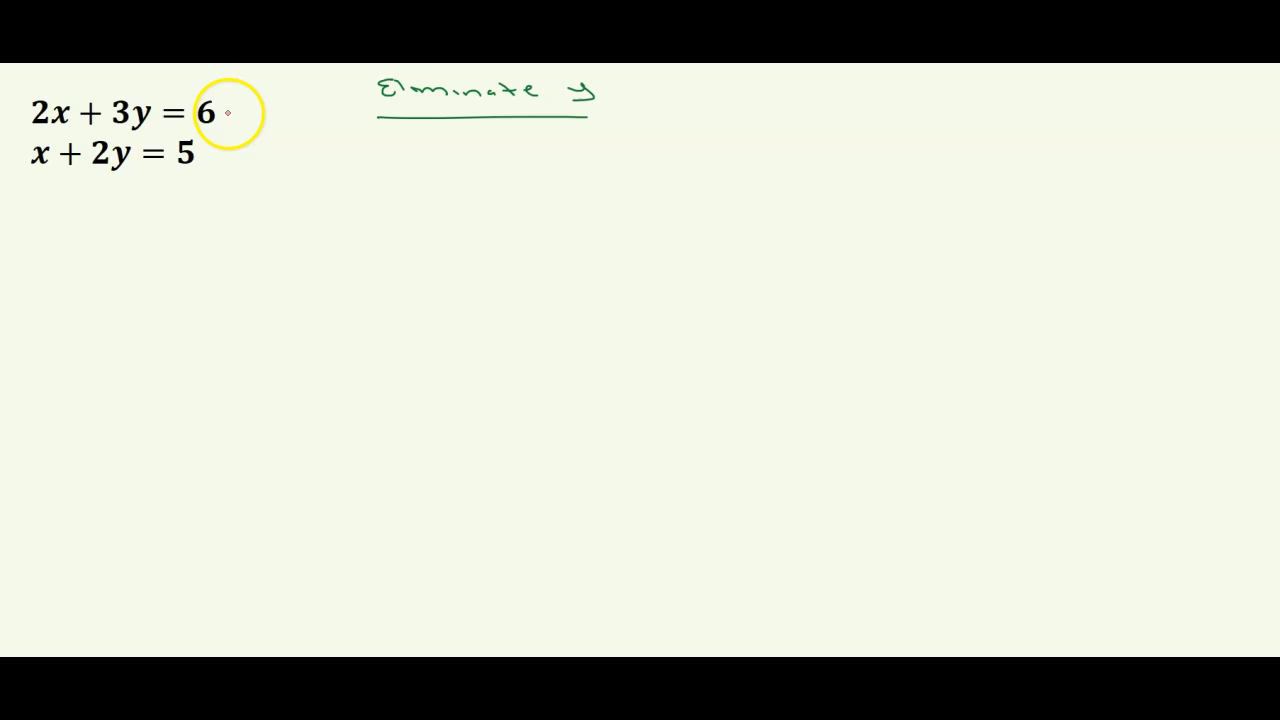 2x + 3y = 6
x + 2y = 5
Eliminate y